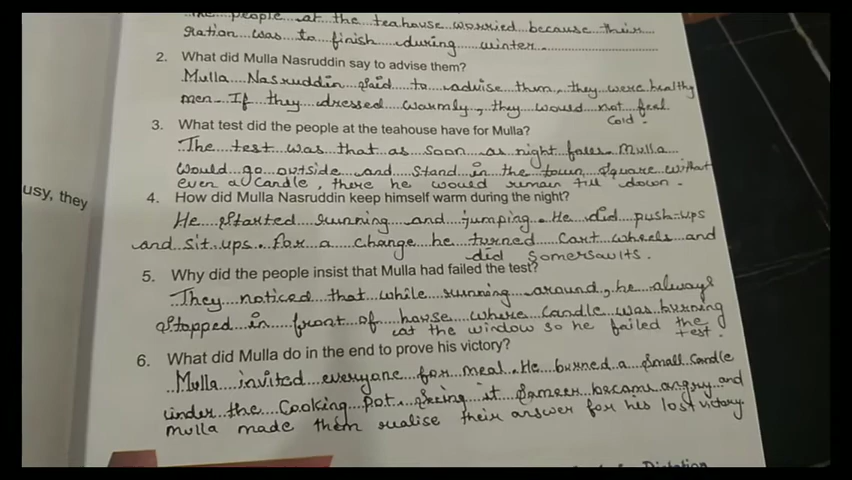 The people at the teahouse worried because their
ration was to finish during winter
2. What did Mulla Nasruddin say to advise them?
Mulla Nasruddin said to advise them, they were healthy
men. If they dressed warmly, they would not feel
cold.
3. What test did the people at the teahouse have for Mulla?
The test was that as soon as night falls Mulla
would go outside and stand in the town square without
even a candle, there he would remain till down.
usy, they
4. How did Mulla Nasruddin keep himself warm during the night?
He started running and jumping. He did push-ups
and sit ups. For a change he turned cart wheels and
did somersaults.
5. Why did the people insist that Mulla had failed the test?
They noticed that while running around, he always
stopped in front of house where candle was burning
at the window so he failed the
test.
6. What did Mulla do in the end to prove his victory?
Mulla invited everyone for meal. He burned a small candle
under the cooking pot. Seeing it Sameer became angry and
Mulla made them realise their answer for his lost victory.
Dictation